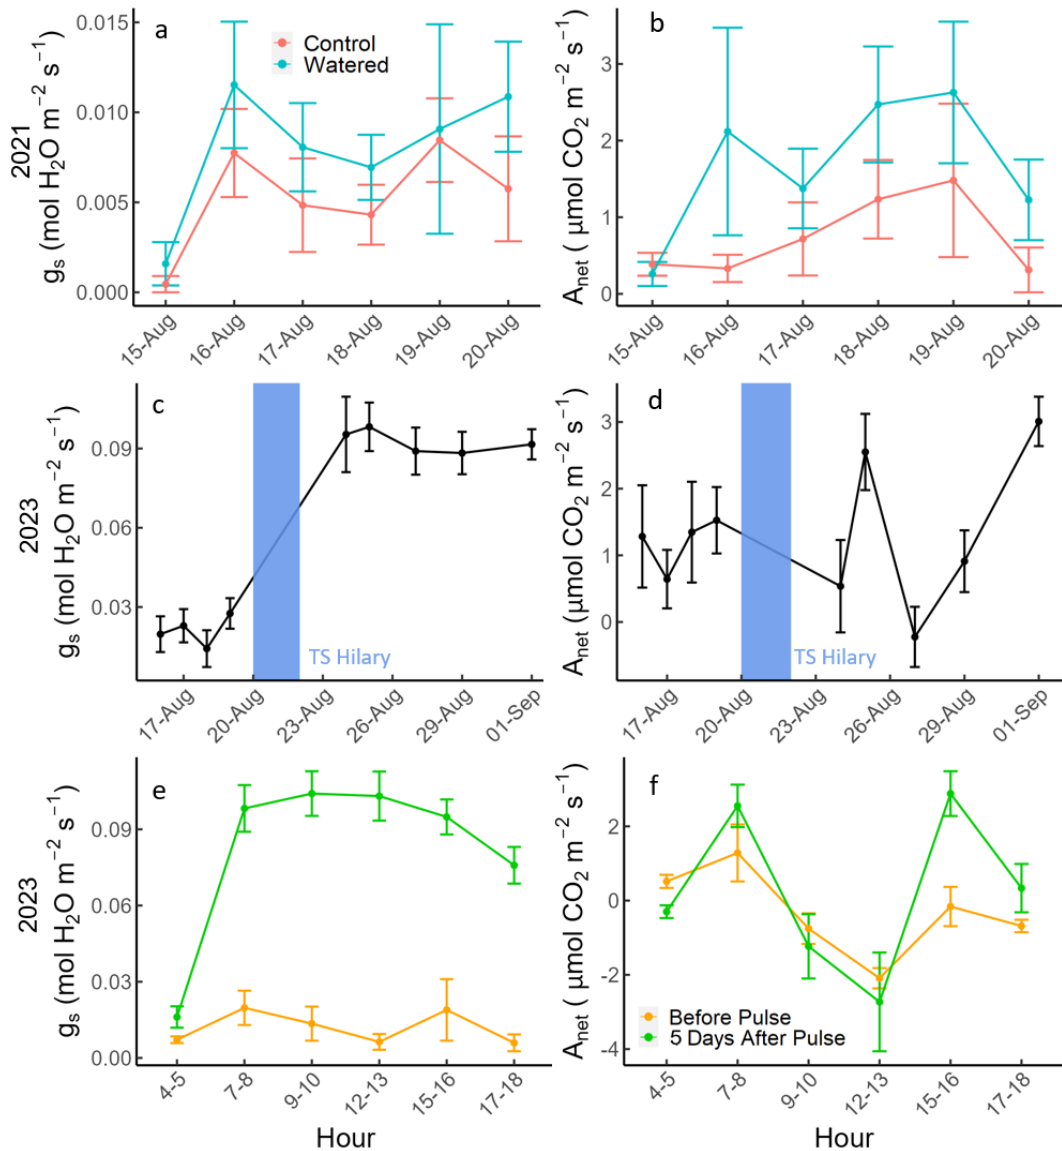 a
Control
Watered
2021
gs (mol H2O m−2 s−1)
0.015
0.010
0.005
0.000
15-Aug
16-Aug
17-Aug
18-Aug
19-Aug
20-Aug
b
Anet ( µmol CO2 m−2 s−1)
3
2
1
0
15-Aug
16-Aug
17-Aug
18-Aug
19-Aug
20-Aug
c
2023
gs (mol H2O m−2 s−1)
0.09
0.06
0.03
TS Hilary
17-Aug
20-Aug
23-Aug
26-Aug
29-Aug
01-Sep
d
Anet (µmol CO2 m−2 s−1)
3
2
1
0
TS Hilary
17-Aug
20-Aug
23-Aug
26-Aug
29-Aug
01-Sep
e
2023
gs (mol H2O m−2 s−1)
0.09
0.06
0.03
0.00
4-5
7-8
9-10
12-13
15-16
17-18
Hour
f
Anet ( µmol CO2 m−2 s−1)
2
0
-2
-4
Before Pulse
5 Days After Pulse
4-5
7-8
9-10
12-13
15-16
17-18
Hour